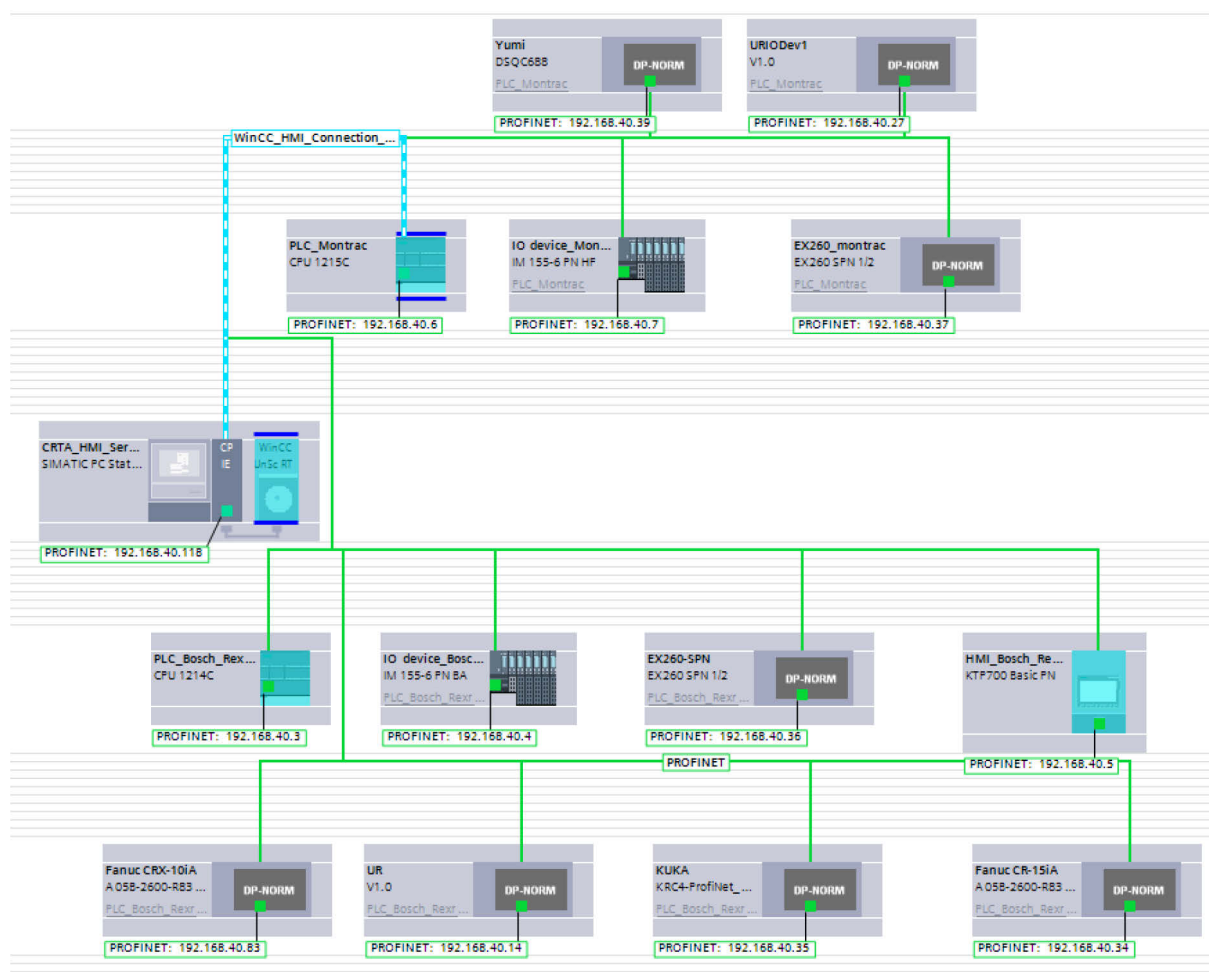 Yumi
DSQC688
DP-NORM
PLC_Montrac
PROFINET: 192.168.40.39
URIODev1
V1.0
DP-NORM
PLC_Montrac
PROFINET: 192.168.40.27
WinCC_HMI_Connection_...
PLC_Montrac
CPU 1215C
PROFINET: 192.168.40.6
IO device_Mon...
IM 155-6 PN HF
PLC_Montrac
PROFINET: 192.168.40.7
EX260_montrac
EX260 SPN 1/2
DP-NORM
PLC_Montrac
PROFINET: 192.168.40.37
CRTA_HMI_Ser...
SIMATIC PC Stat...
CP
IE
WinCC
UnSc RT
PROFINET: 192.168.40.118
PLC_Bosch_Rex...
CPU 1214C
PROFINET: 192.168.40.3
IO device_Bosc...
IM 155-6 PN BA
PLC_Bosch_Rexr...
PROFINET: 192.168.40.4
EX260-SPN
EX260 SPN 1/2
DP-NORM
PLC_Bosch_Rexr...
PROFINET: 192.168.40.36
HMI_Bosch_Re...
KTP700 Basic PN
PROFINET: 192.168.40.5
PROFINET
Fanuc CRX-10iA
A05B-2600-R83 ...
DP-NORM
PLC_Bosch_Rexr...
PROFINET: 192.168.40.83
UR
V1.0
DP-NORM
PLC_Bosch_Rexr...
PROFINET: 192.168.40.14
KUKA
KRC4-ProfiNet_...
DP-NORM
PLC_Bosch_Rexr...
PROFINET: 192.168.40.35
Fanuc CR-15iA
A05B-2600-R83 ...
DP-NORM
PLC_Bosch_Rexr...
PROFINET: 192.168.40.34